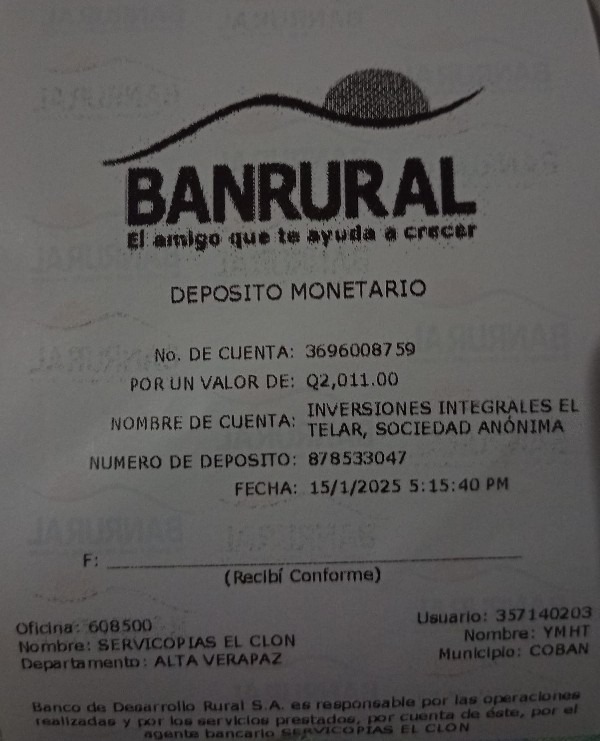 BANRURAL
El amigo que te ayuda a crecer
DEPOSITO MONETARIO
No. DE CUENTA: 3696008759
POR UN VALOR DE: Q2,011.00
NOMBRE DE CUENTA: INVERSIONES INTEGRALES EL
TELAR, SOCIEDAD ANÓNIMA
NUMERO DE DEPOSITO: 878533047
FECHA: 15/1/2025 5:15:40 PM
F:
(Recibí Conforme)
Oficina: 608500 Usuario: 357140203
Nombre: SERVICOPIAS EL CLON Nombre: YMHT
Departamento: ALTA VERAPAZ Municipio: COBAN
Banco de Desarrollo Rural S.A. es responsable por las operaciones
realizadas y por los servicios prestados, por cuenta de éste, por el
agente bancario SERVICOPIAS EL CLON